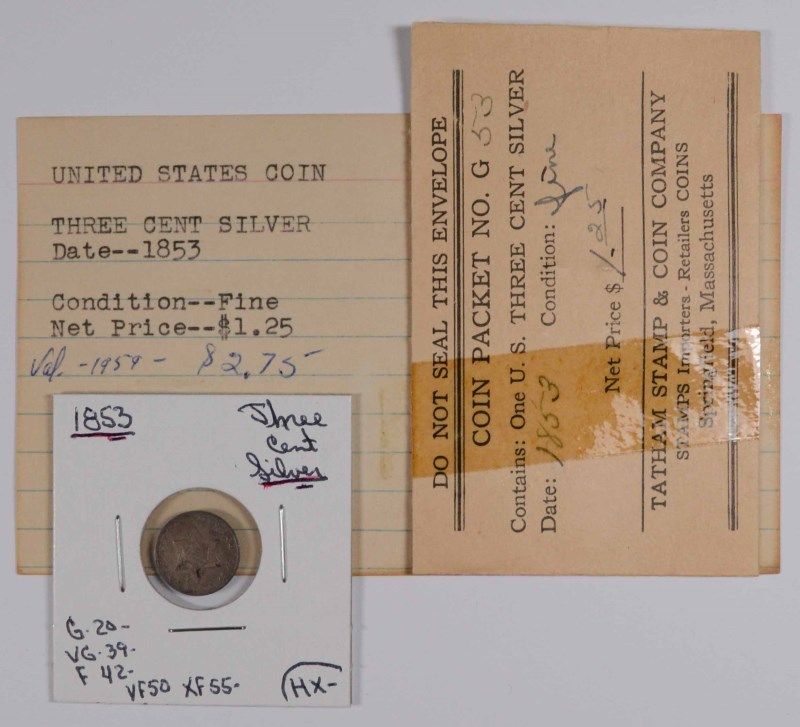 UNITED STATES COIN
THREE CENT SILVER
Date--1853
Condition--Fine
Net Price--$1.25
Val. -1959- $2.75
DO NOT SEAL THIS ENVELOPE
COIN PACKET NO. G 53
Contains: One U. S. THREE CENT SILVER
Date: 1853 Condition: fine
Net Price $ 1.25
TATHAM STAMP & COIN COMPANY
STAMPS Importers - Retailers COINS
Springfield, Massachusetts
1853
Three
Cent
Silver
G-20-
VG-39-
F 42-
VF50 XF55-
HX-